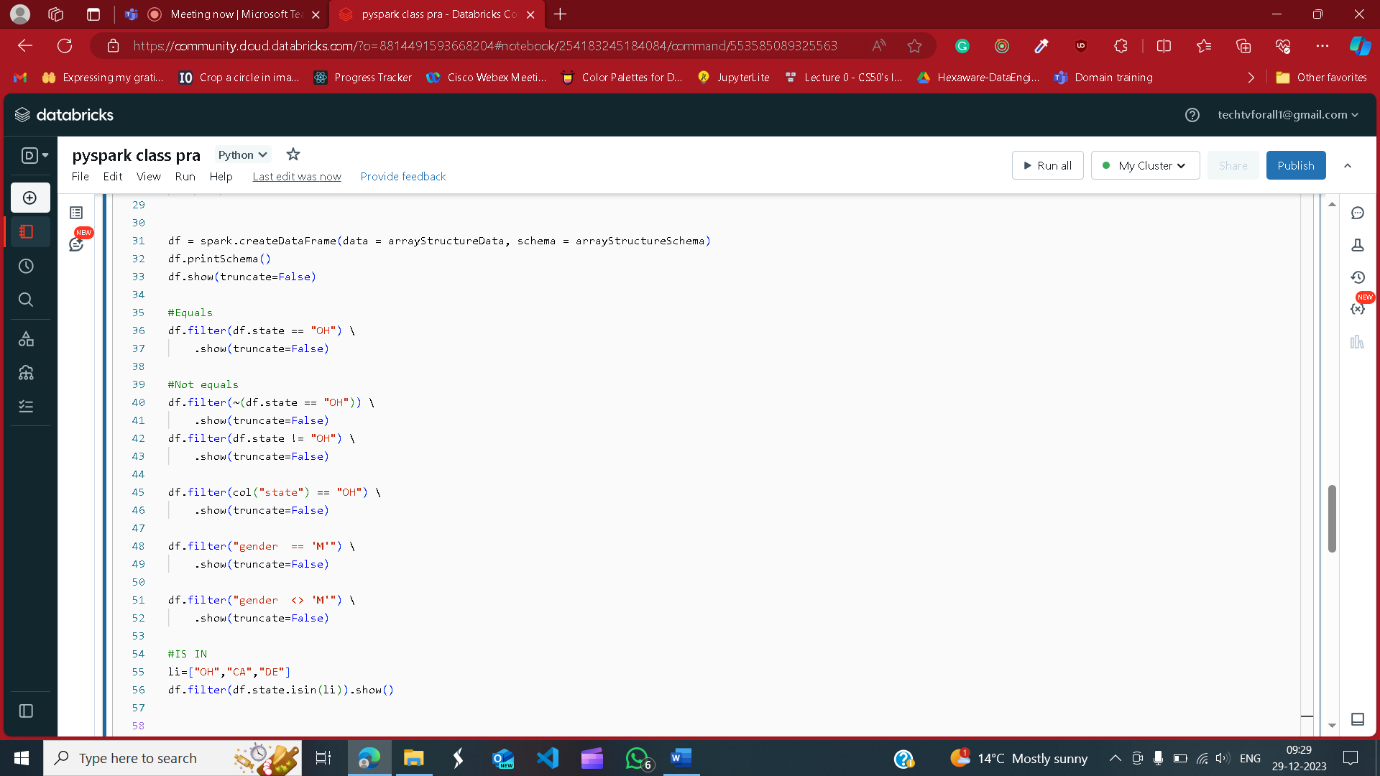 Meeting now | Microsoft Te
pyspark class pra - Databricks Co
https://community.cloud.databricks.com/?o=8814491593668204#notebook/254183245184084/command/553585089325563
Expressing my grati...
Crop a circle in ima...
Progress Tracker
Cisco Webex Meeti...
Color Palettes for D...
JupyterLite
Lecture 0 - CS50's I...
Hexaware-DataEngi...
Domain training
Other favorites
databricks
techtvforall1@gmail.com
D
pyspark class pra
Python
File Edit View Run Help Last edit was now Provide feedback
Run all
My Cluster
Share
Publish
NEW
NEW
29
30
31 df = spark.createDataFrame(data = arrayStructureData, schema = arrayStructureSchema)
32 df.printSchema()
33 df.show(truncate=False)
34
35 #Equals
36 df.filter(df.state == "OH") \
37 .show(truncate=False)
38
39 #Not equals
40 df.filter(~(df.state == "OH")) \
41 .show(truncate=False)
42 df.filter(df.state != "OH") \
43 .show(truncate=False)
44
45 df.filter(col("state") == "OH") \
46 .show(truncate=False)
47
48 df.filter("gender  == 'M'") \
49 .show(truncate=False)
50
51 df.filter("gender  <> 'M'") \
52 .show(truncate=False)
53
54 #IS IN
55 li=["OH","CA","DE"]
56 df.filter(df.state.isin(li)).show()
57
58
Type here to search
NEW
6
1
14°C Mostly sunny
ENG
09:29
29-12-2023